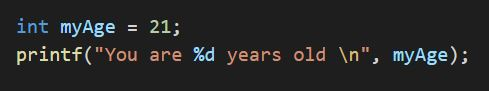 int myAge = 21;
printf("You are %d years old \n", myAge);